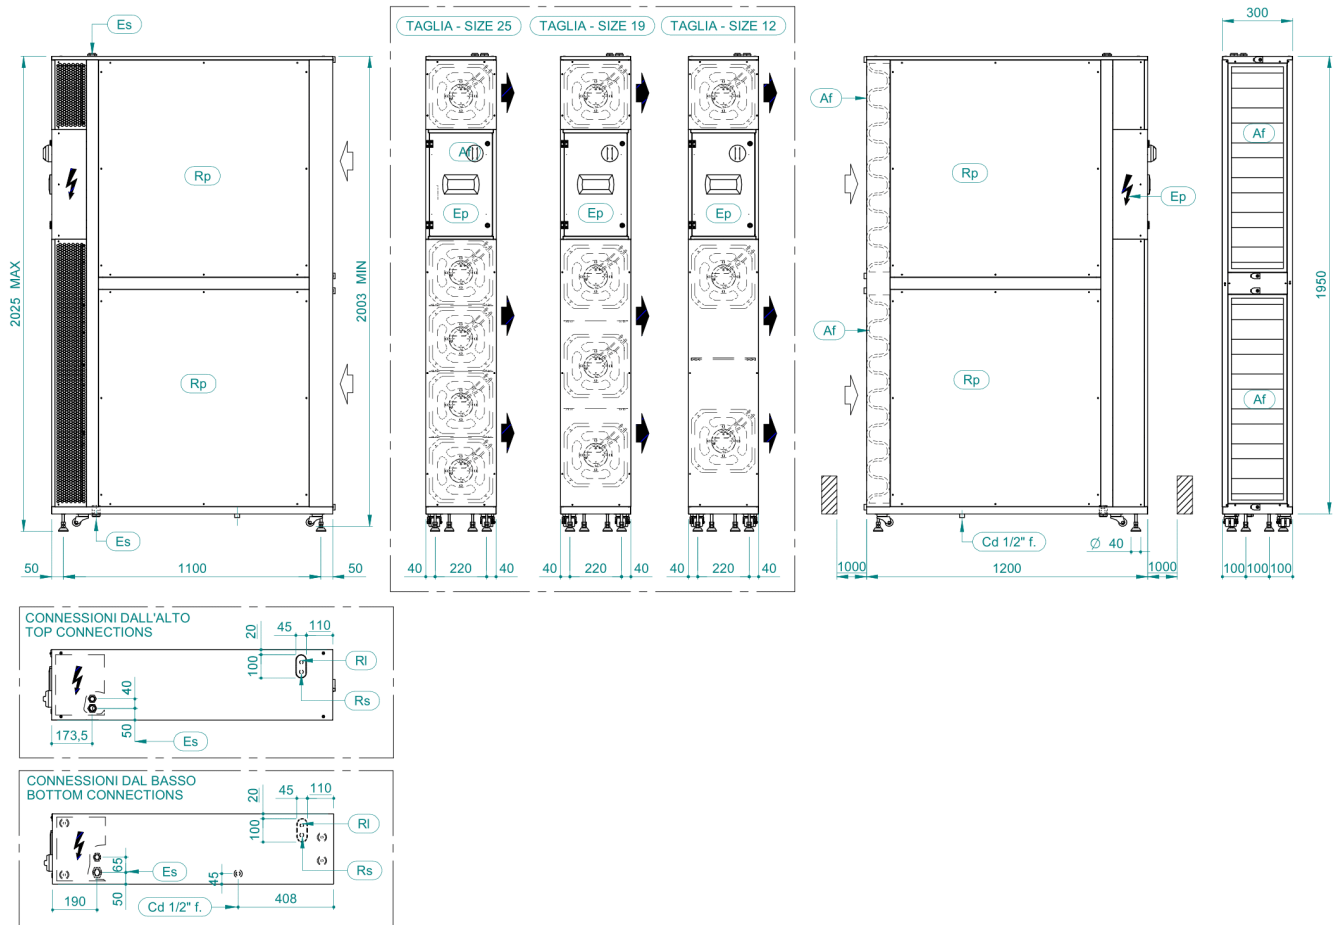 Es
TAGLIA - SIZE 25
TAGLIA - SIZE 19
TAGLIA - SIZE 12
300
Af
Af
Af
Rp
Rp
Ep
Ep
Ep
Ep
Af
2025 MAX
2003 MIN
1950
Rp
Af
Rp
Af
Es
Cd 1/2" f.
Ø 40
50
1100
50
40
220
40
40
220
40
40
220
40
1000
1200
1000
100
100
100
CONNESSIONI DALL'ALTO
TOP CONNECTIONS
20
45
110
100
Rl
Rs
40
50
173,5
Es
CONNESSIONI DAL BASSO
BOTTOM CONNECTIONS
20
45
110
100
Rl
Rs
65
Es
45
190
50
Cd 1/2" f.
408